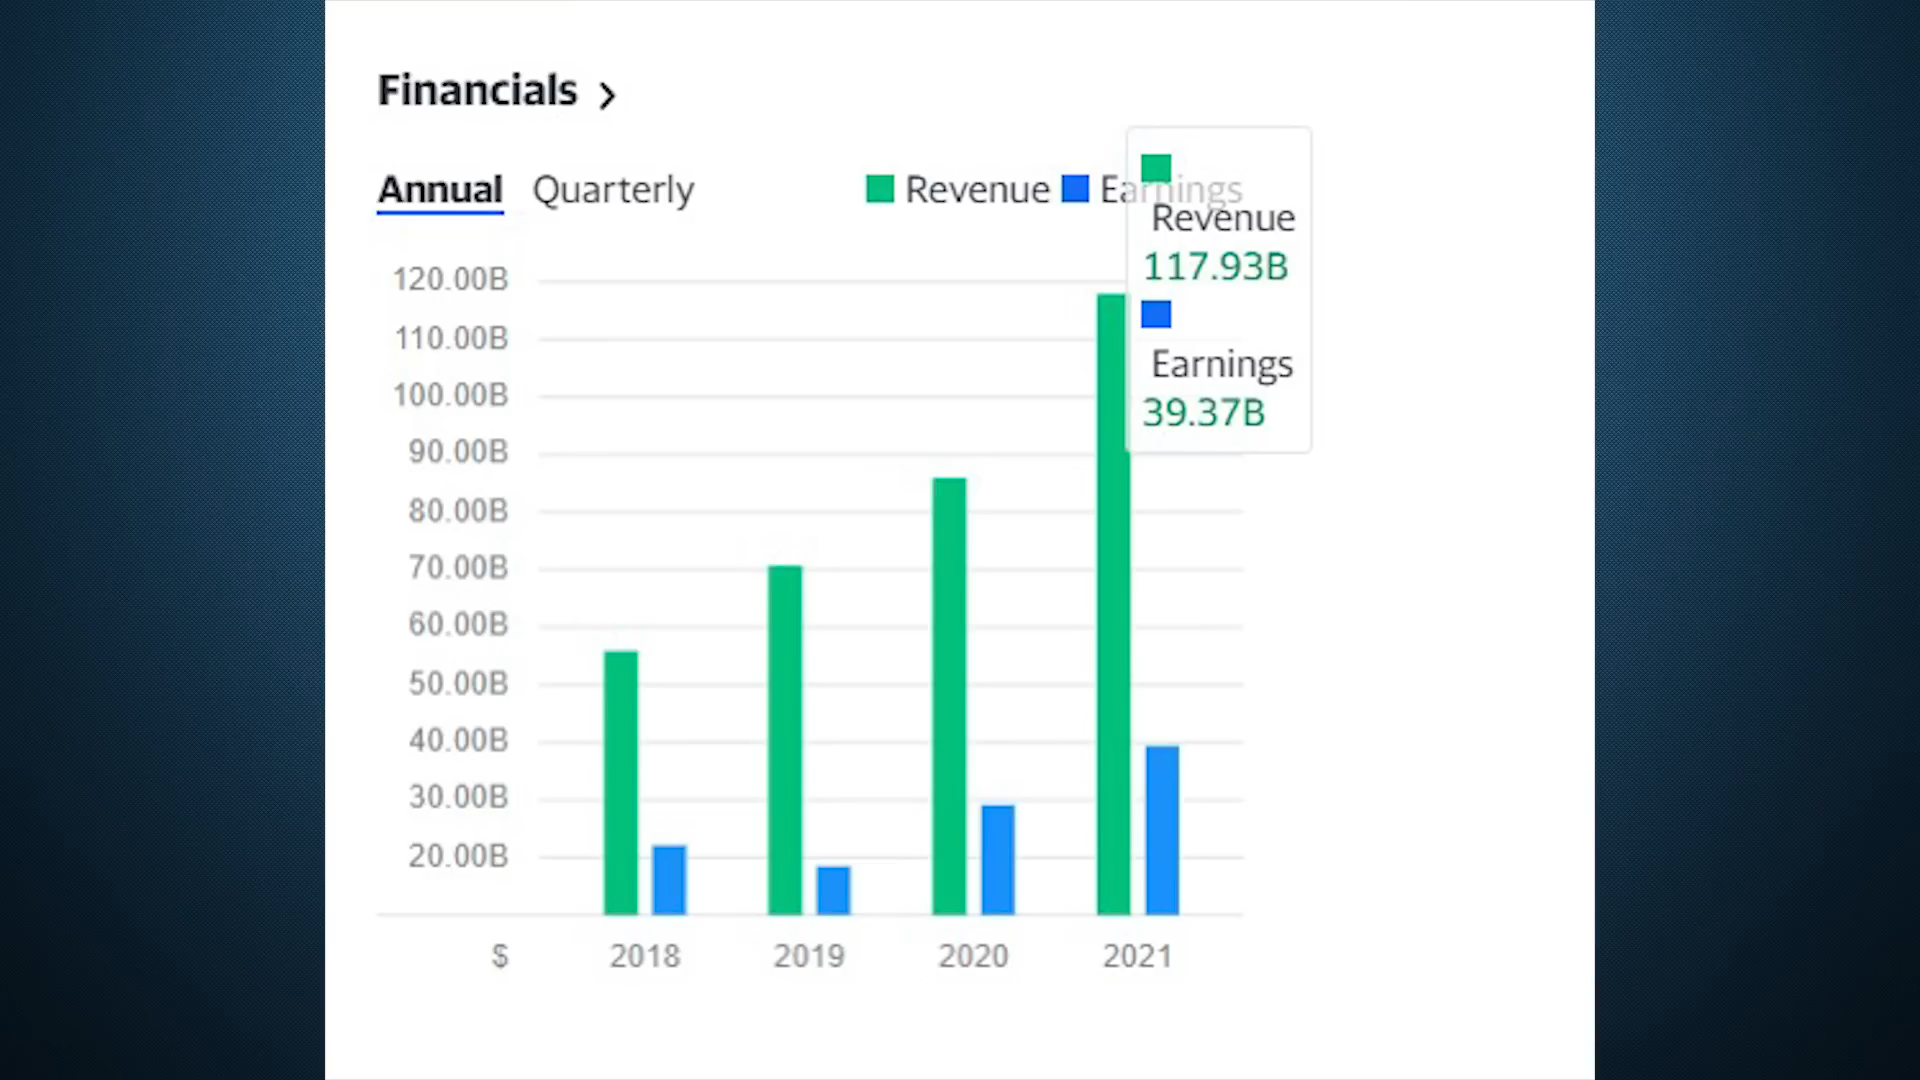 Financials >
Annual Quarterly Revenue Earnings
Revenue
117.93B
Earnings
39.37B
120.00B
110.00B
100.00B
90.00B
80.00B
70.00B
60.00B
50.00B
40.00B
30.00B
20.00B
$ 2018 2019 2020 2021